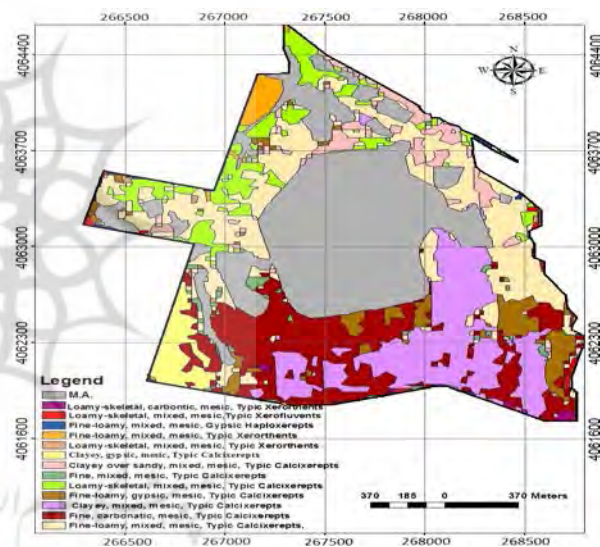 266500 267000 267500 268000 268500
4064400 4064400
4063700 4063700
4063000 4063000
4062300 4062300
4061600 4061600
N
W E
S
Legend
M.A.
Loamy-skeletal, carbontic, mesic, Typic Xerorthents
Loamy-skeletal, mixed, mesic,Typic Xerofluvents
Fine-loamy, mixed, mesic, Gypsic Haploxerepts
Fine-loamy, mixed, mesic, Typic Xerorthents
Loamy-skeletal, mixed, mesic, Typic Xerorthents
Clayey, gypsic, mesic, Typic Calcixerepts
Clayey over sandy, mixed, mesic, Typic Calcixerepts
Fine, mixed, mesic, Typic Calcixerepts
Loamy-skeletal, mixed, mesic, Typic Calcixerepts
Fine-loamy, gypsic, mesic, Typic Calcixerepts
Clayey, mixed, mesic, Typic Calcixerepts
Fine, carbonatic, mesic, Typic Calcixerepts
Fine-loamy, mixed, mesic, Typic Calcixerepts,
370 185 0 370 Meters
266500 267000 267500 268000 268500